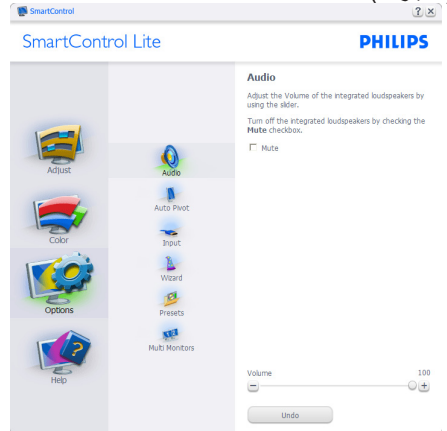 SmartControl
SmartControl Lite
PHILIPS
Adjust
Color
Options
Help
Audio
Auto Pivot
Input
Wizard
Presets
Multi Monitors
Audio
Adjust the Volume of the integrated loudspeakers by
using the slider.
Turn off the integrated loudspeakers by checking the
Mute checkbox.
Mute
Volume 100
Undo